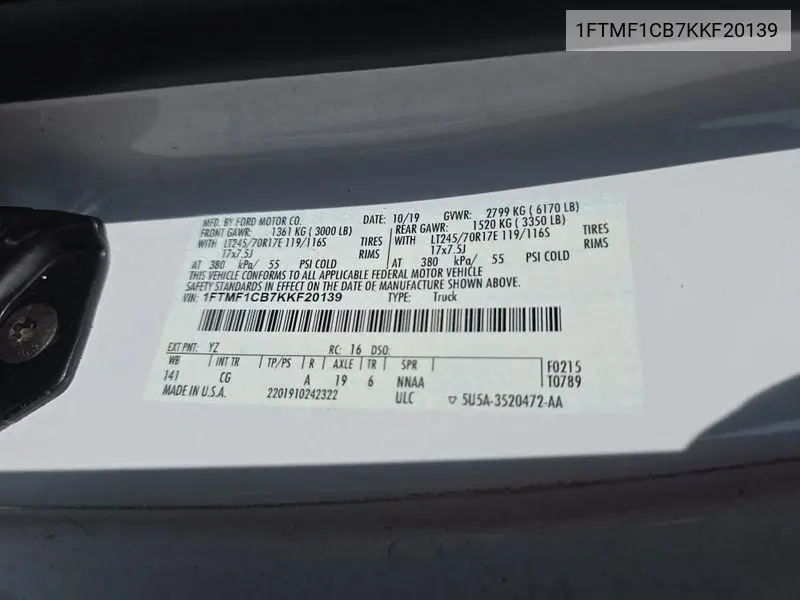 1FTMF1CB7KKF20139
MFD. BY FORD MOTOR CO. DATE: 10/19 GVWR: 2799 KG ( 6170 LB)
FRONT GAWR: 1361 KG ( 3000 LB) REAR GAWR: 1520 KG ( 3350 LB)
WITH LT245/70R17E 119/116S TIRES WITH LT245/70R17E 119/116S TIRES
17x7.5J RIMS 17x7.5J RIMS
AT 380 kPa/ 55 PSI COLD AT 380 kPa/ 55 PSI COLD
THIS VEHICLE CONFORMS TO ALL APPLICABLE FEDERAL MOTOR VEHICLE
SAFETY STANDARDS IN EFFECT ON THE DATE OF MANUFACTURE SHOWN ABOVE.
VIN: 1FTMF1CB7KKF20139 TYPE: Truck
EXT PNT: YZ RC: 16 DSO:
WB INT TR TP/PS R AXLE TR SPR F0215
141 CG A 19 6 NNAA T0789
MADE IN U.S.A. 2201910242322 ULC ▽ 5U5A-3520472-AA